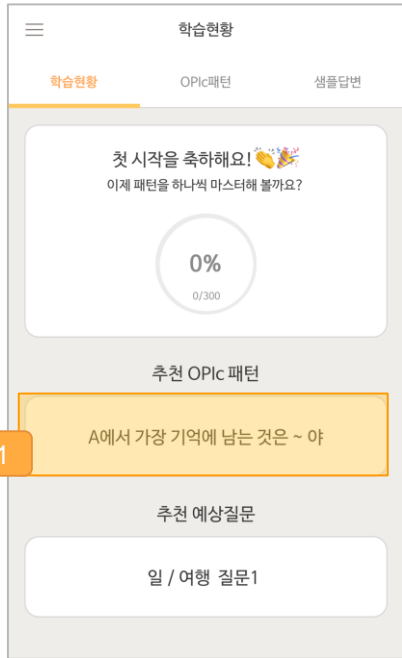 학습현황
학습현황 OPIc패턴 샘플답변
첫 시작을 축하해요!👏🎉
이제 패턴을 하나씩 마스터해 볼까요?
0%
0/300
추천 OPIc 패턴
A에서 가장 기억에 남는 것은 ~ 야
1
추천 예상질문
일 / 여행 질문1